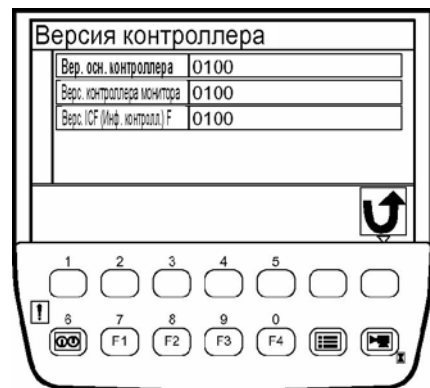 Версия контроллера
Вер. осн. контроллера 0100
Верс. контроллера монитора 0100
Верс. ICF (Инф. контролл.) F 0100
1 2 3 4 5
6 7 8 9 0
F1 F2 F3 F4